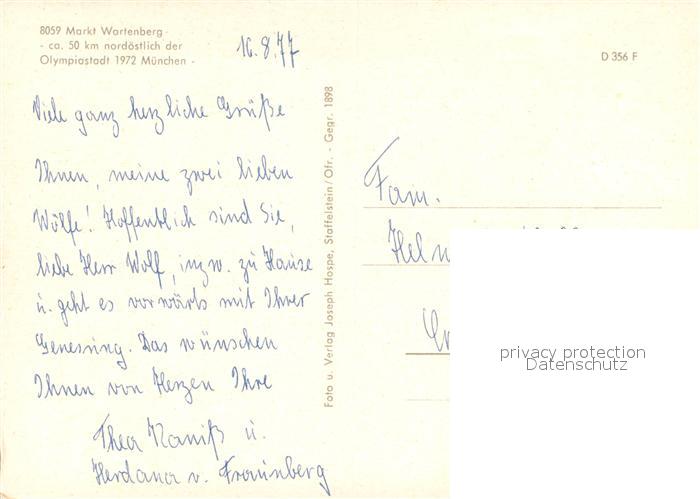 8059 Markt Wartenberg -
- ca. 50 km nordöstlich der
Olympiastadt 1972 München -
16.8.77
D 356 F
Viele ganz herzliche Grüße
Ihnen, meine zwei lieben
Wölfe! Hoffentlich sind Sie,
liebe Herr Wolf, inzw. zu Hause
u. geht es vorwärts mit Ihrer
Genesung. Das wünschen
Ihnen von Herzen Ihre
Thea u.
v. Fraunberg
Foto u. Verlag Joseph Hospe, Staffelstein/Ofr. - Gegr. 1898
Fam.
privacy protection
Datenschutz